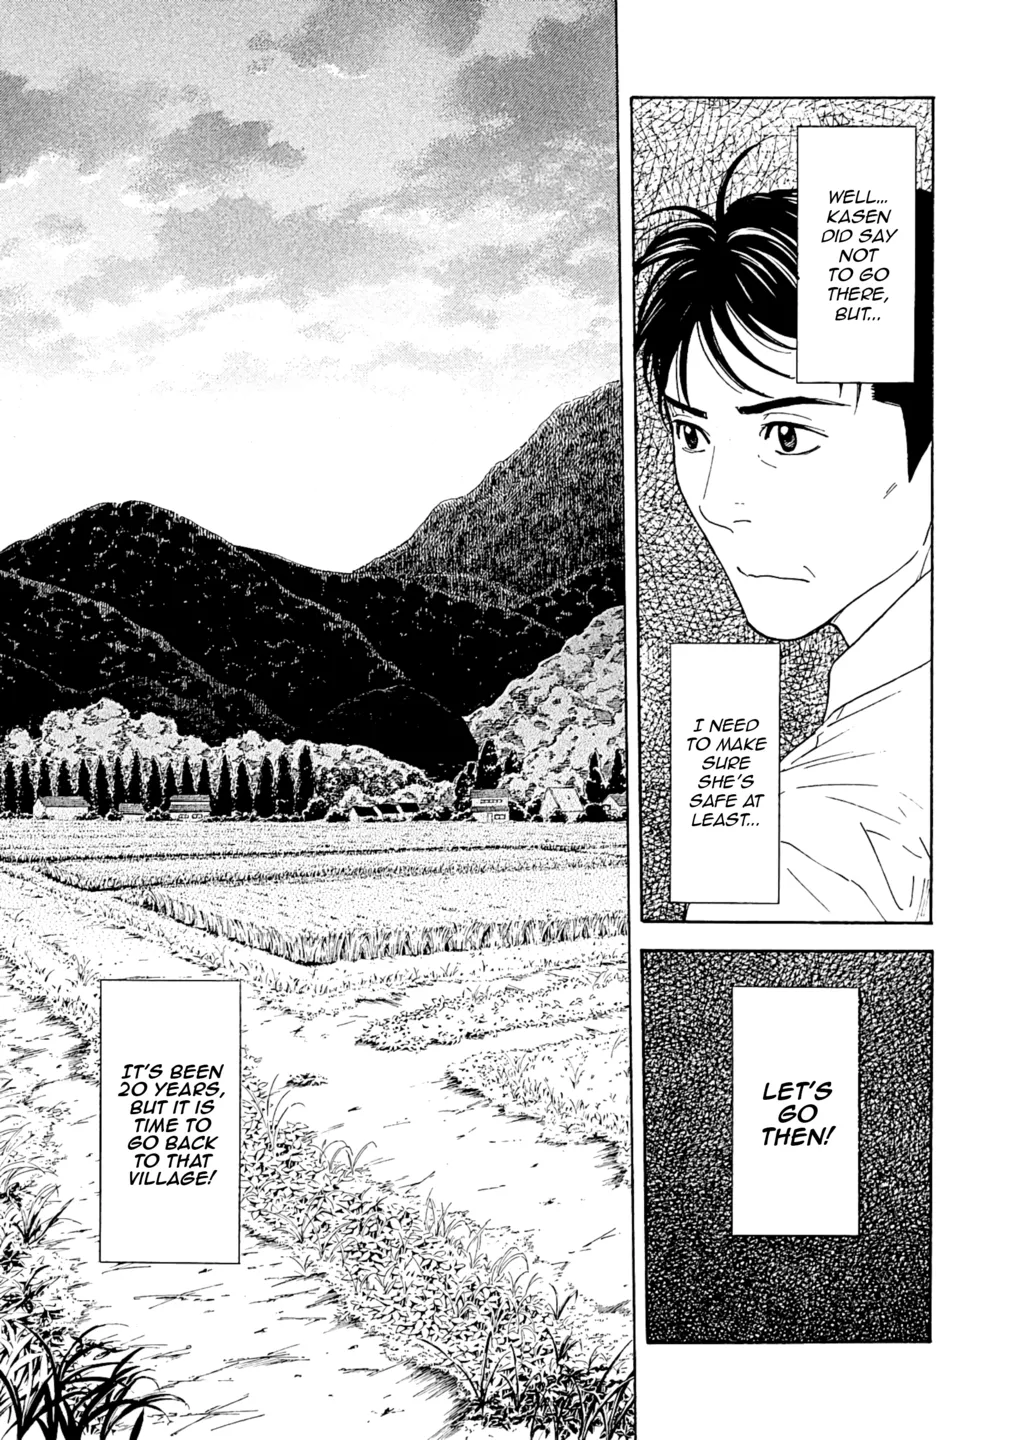 WELL...
KASEN
DID SAY
NOT
TO GO
THERE,
BUT...
I NEED
TO MAKE
SURE
SHE'S
SAFE AT
LEAST...
LET'S
GO
THEN!
IT'S BEEN
20 YEARS,
BUT IT IS
TIME TO
GO BACK
TO THAT
VILLAGE!